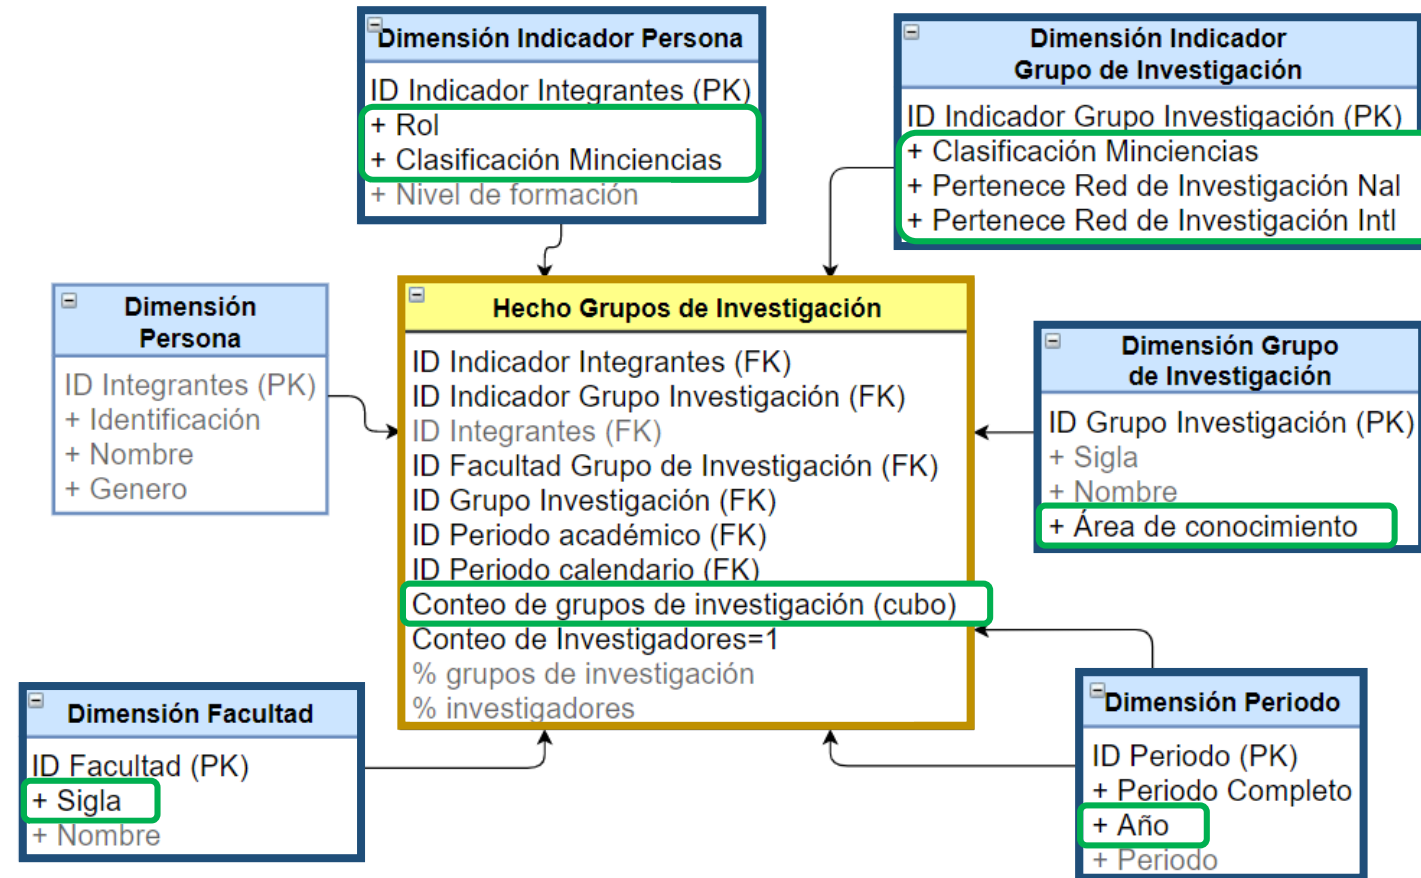 Dimensión Indicador Persona
ID Indicador Integrantes (PK)
+ Rol
+ Clasificación Minciencias
+ Nivel de formación
Dimensión Indicador
Grupo de Investigación
ID Indicador Grupo Investigación (PK)
+ Clasificación Minciencias
+ Pertenece Red de Investigación Nal
+ Pertenece Red de Investigación Intl
Dimensión
Persona
ID Integrantes (PK)
+ Identificación
+ Nombre
+ Genero
Hecho Grupos de Investigación
ID Indicador Integrantes (FK)
ID Indicador Grupo Investigación (FK)
ID Integrantes (FK)
ID Facultad Grupo de Investigación (FK)
ID Grupo Investigación (FK)
ID Periodo académico (FK)
ID Periodo calendario (FK)
Conteo de grupos de investigación (cubo)
Conteo de Investigadores=1
% grupos de investigación
% investigadores
Dimensión Grupo
de Investigación
ID Grupo Investigación (PK)
+ Sigla
+ Nombre
+ Área de conocimiento
Dimensión Facultad
ID Facultad (PK)
+ Sigla
+ Nombre
Dimensión Periodo
ID Periodo (PK)
+ Periodo Completo
+ Año
+ Periodo